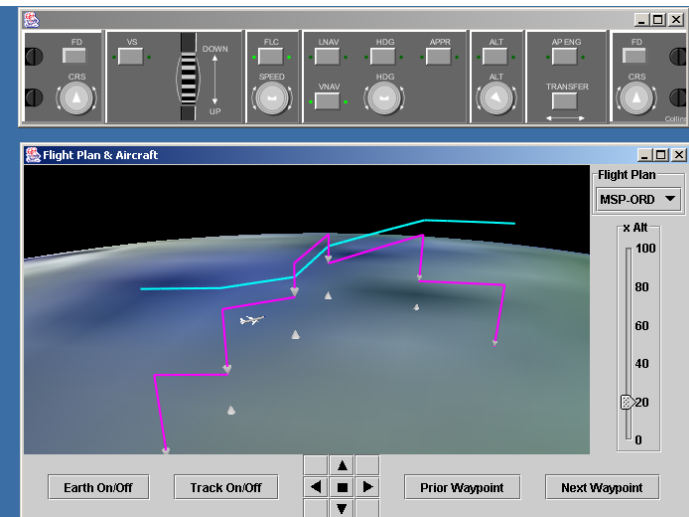 FD VS DOWN FLC LNAV HDG APPR ALT AP ENG FD
CRS UP SPEED VNAV HDG ALT TRANSFER CRS
Collins
Flight Plan & Aircraft
Flight Plan
MSP-ORD
x Alt
100
80
60
40
20
0
Earth On/Off Track On/Off Prior Waypoint Next Waypoint